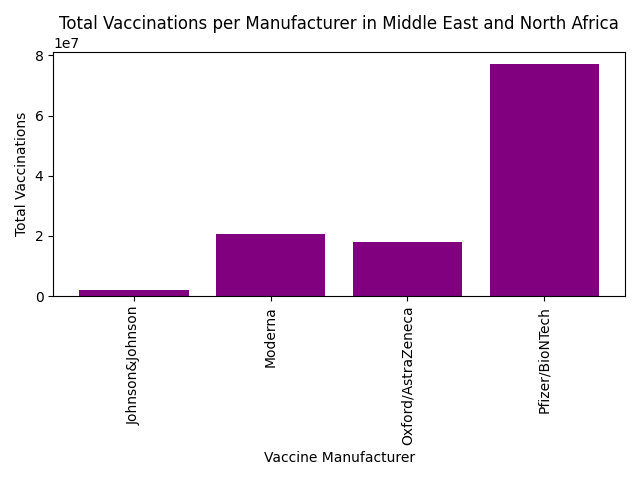 Total Vaccinations per Manufacturer in Middle East and North Africa
1e7
Total Vaccinations
8
6
4
2
0
Johnson&Johnson
Moderna
Oxford/AstraZeneca
Pfizer/BioNTech
Vaccine Manufacturer